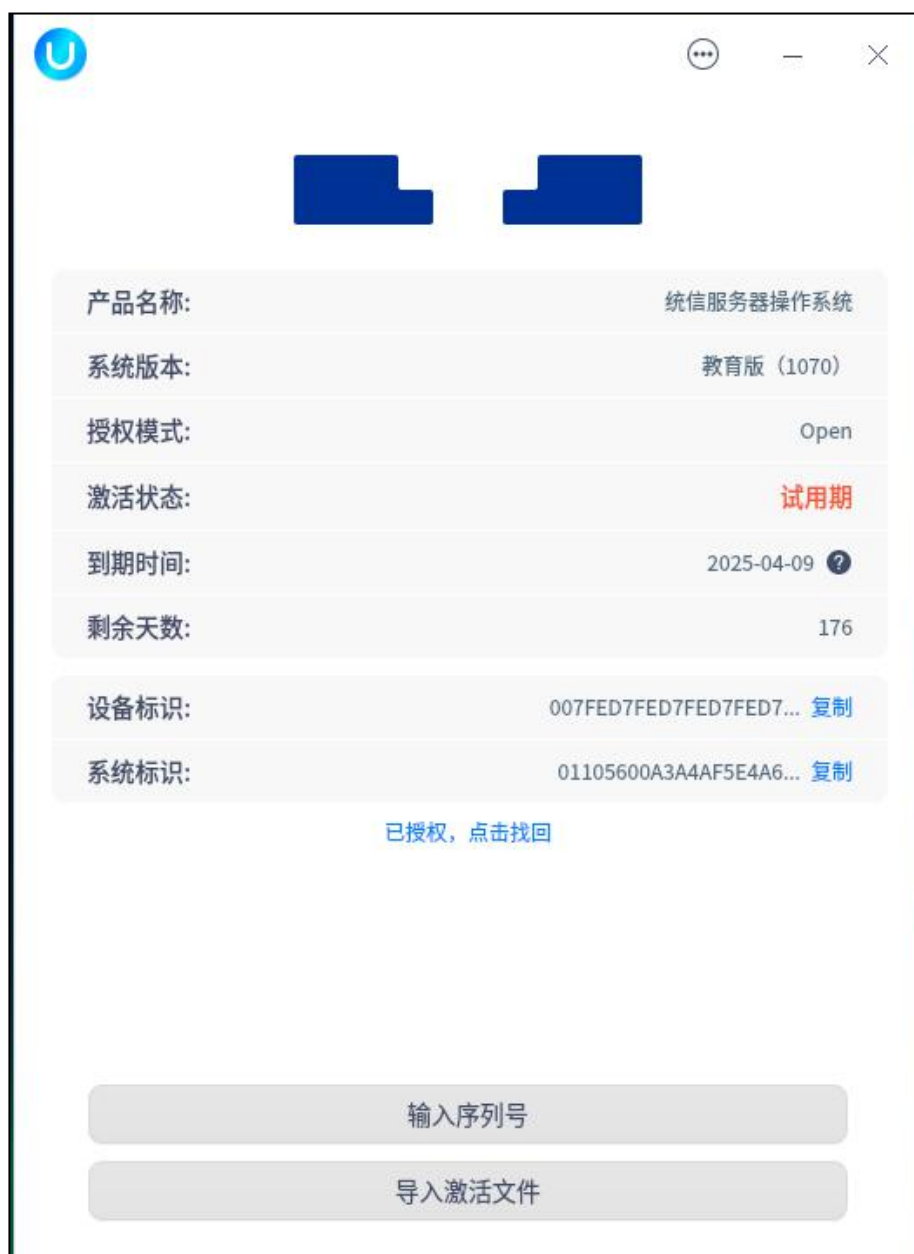 产品名称: 统信服务器操作系统
系统版本: 教育版（1070）
授权模式: Open
激活状态: 试用期
到期时间: 2025-04-09 ?
剩余天数: 176
设备标识: 007FED7FED7FED7FED7... 复制
系统标识: 01105600A3A4AF5E4A6... 复制
已授权，点击找回
输入序列号
导入激活文件